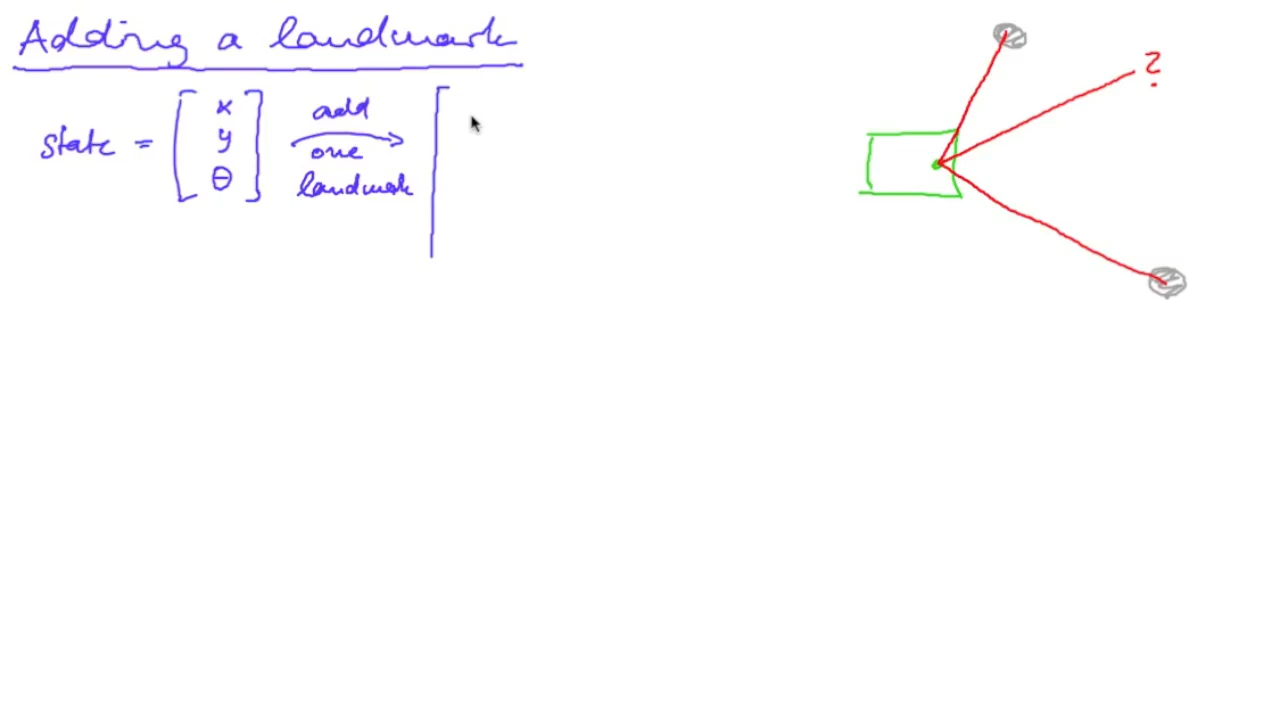 Adding a landmark
state = [ x y θ ] add one landmark [
?